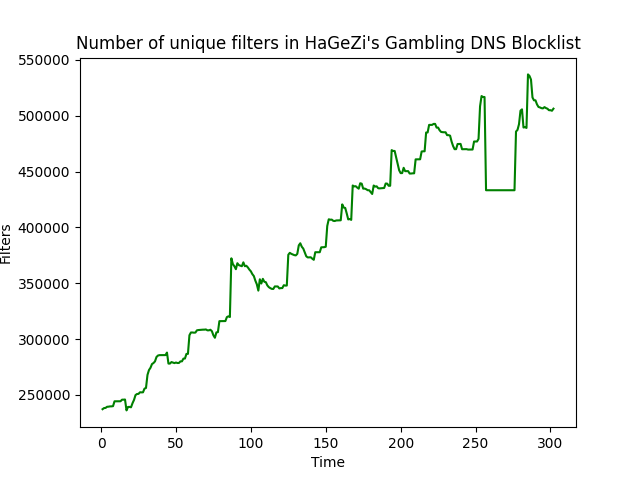 Number of unique filters in HaGeZi's Gambling DNS Blocklist
550000
500000
450000
400000
350000
300000
250000
Filters
0 50 100 150 200 250 300
Time